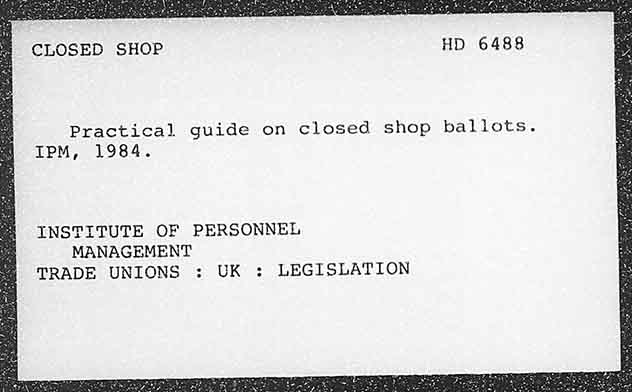 CLOSED SHOP HD 6488
Practical guide on closed shop ballots.
IPM, 1984.
INSTITUTE OF PERSONNEL
MANAGEMENT
TRADE UNIONS : UK : LEGISLATION